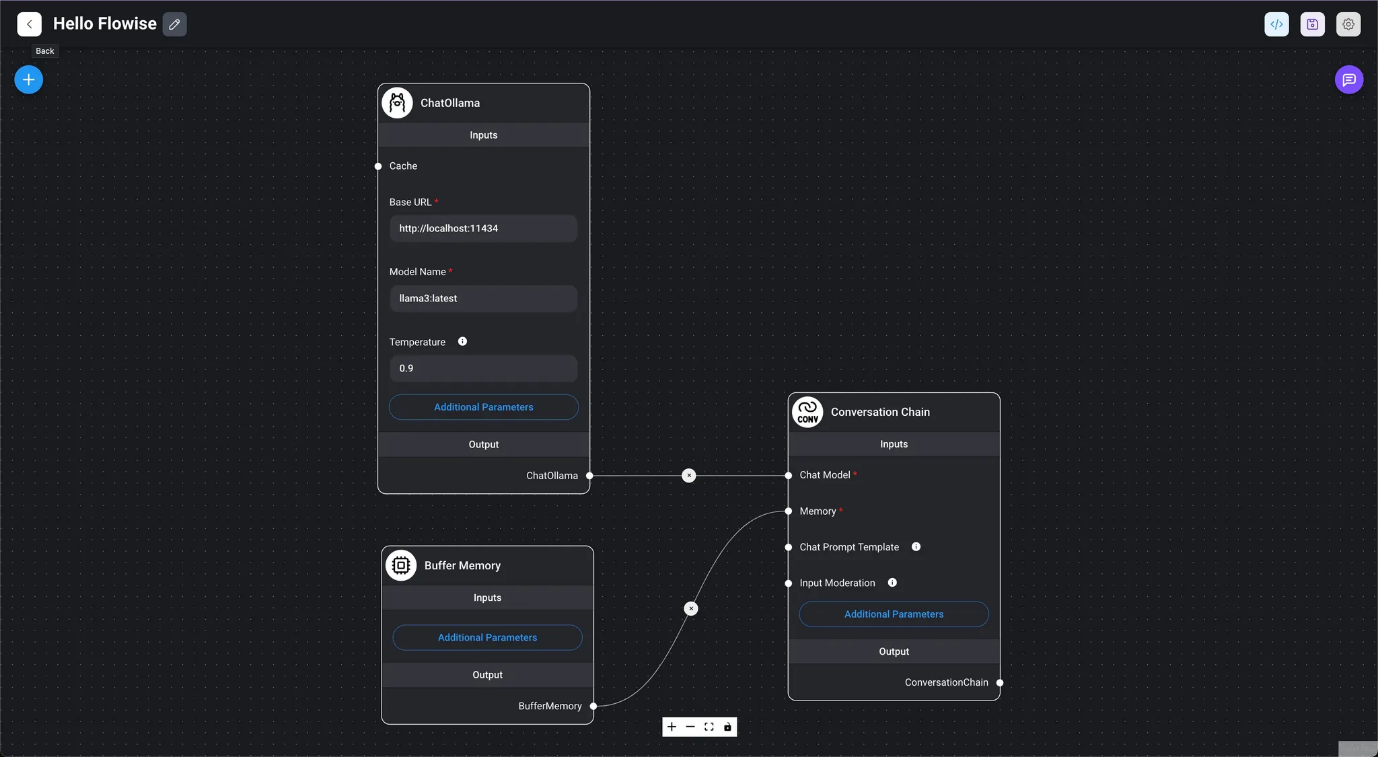 Hello Flowise
Back
ChatOllama
Inputs
Cache
Base URL *
http://localhost:11434
Model Name *
llama3:latest
Temperature
0.9
Additional Parameters
Output
ChatOllama
Buffer Memory
Inputs
Additional Parameters
Output
BufferMemory
CONV
Conversation Chain
Inputs
Chat Model *
Memory *
Chat Prompt Template
Input Moderation
Additional Parameters
Output
ConversationChain